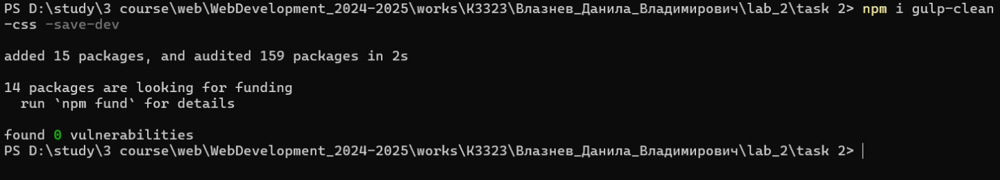 PS D:\study\3 course\web\WebDevelopment_2024-2025\works\K3323\Влазнев_Данила_Владимирович\lab_2\task 2> npm i gulp-clean
-css -save-dev
added 15 packages, and audited 159 packages in 2s
14 packages are looking for funding
  run `npm fund` for details
found 0 vulnerabilities
PS D:\study\3 course\web\WebDevelopment_2024-2025\works\K3323\Влазнев_Данила_Владимирович\lab_2\task 2>